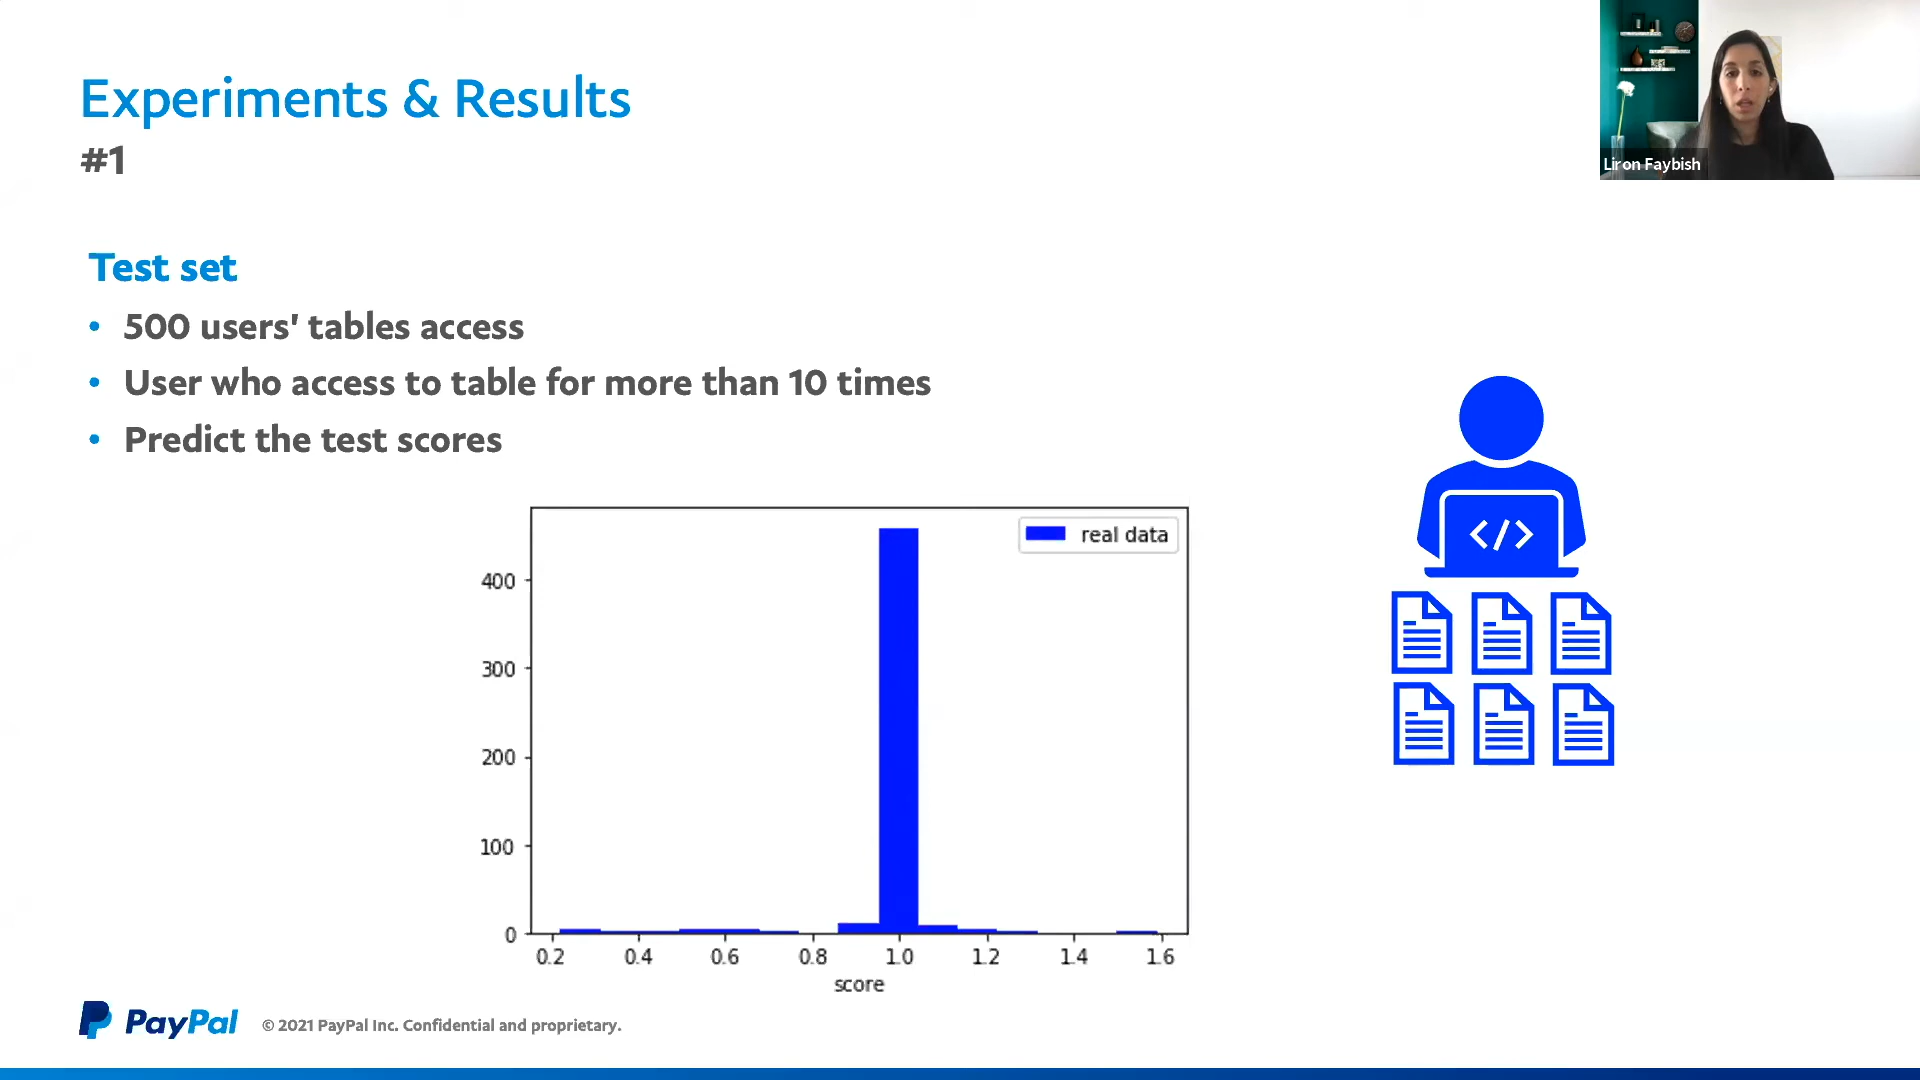 Experiments & Results
#1
Liron Faybish
Test set
• 500 users' tables access
• User who access to table for more than 10 times
• Predict the test scores
</>
real data
400
300
200
100
0
0.2 0.4 0.6 0.8 1.0 1.2 1.4 1.6
score
PayPal © 2021 PayPal Inc. Confidential and proprietary.